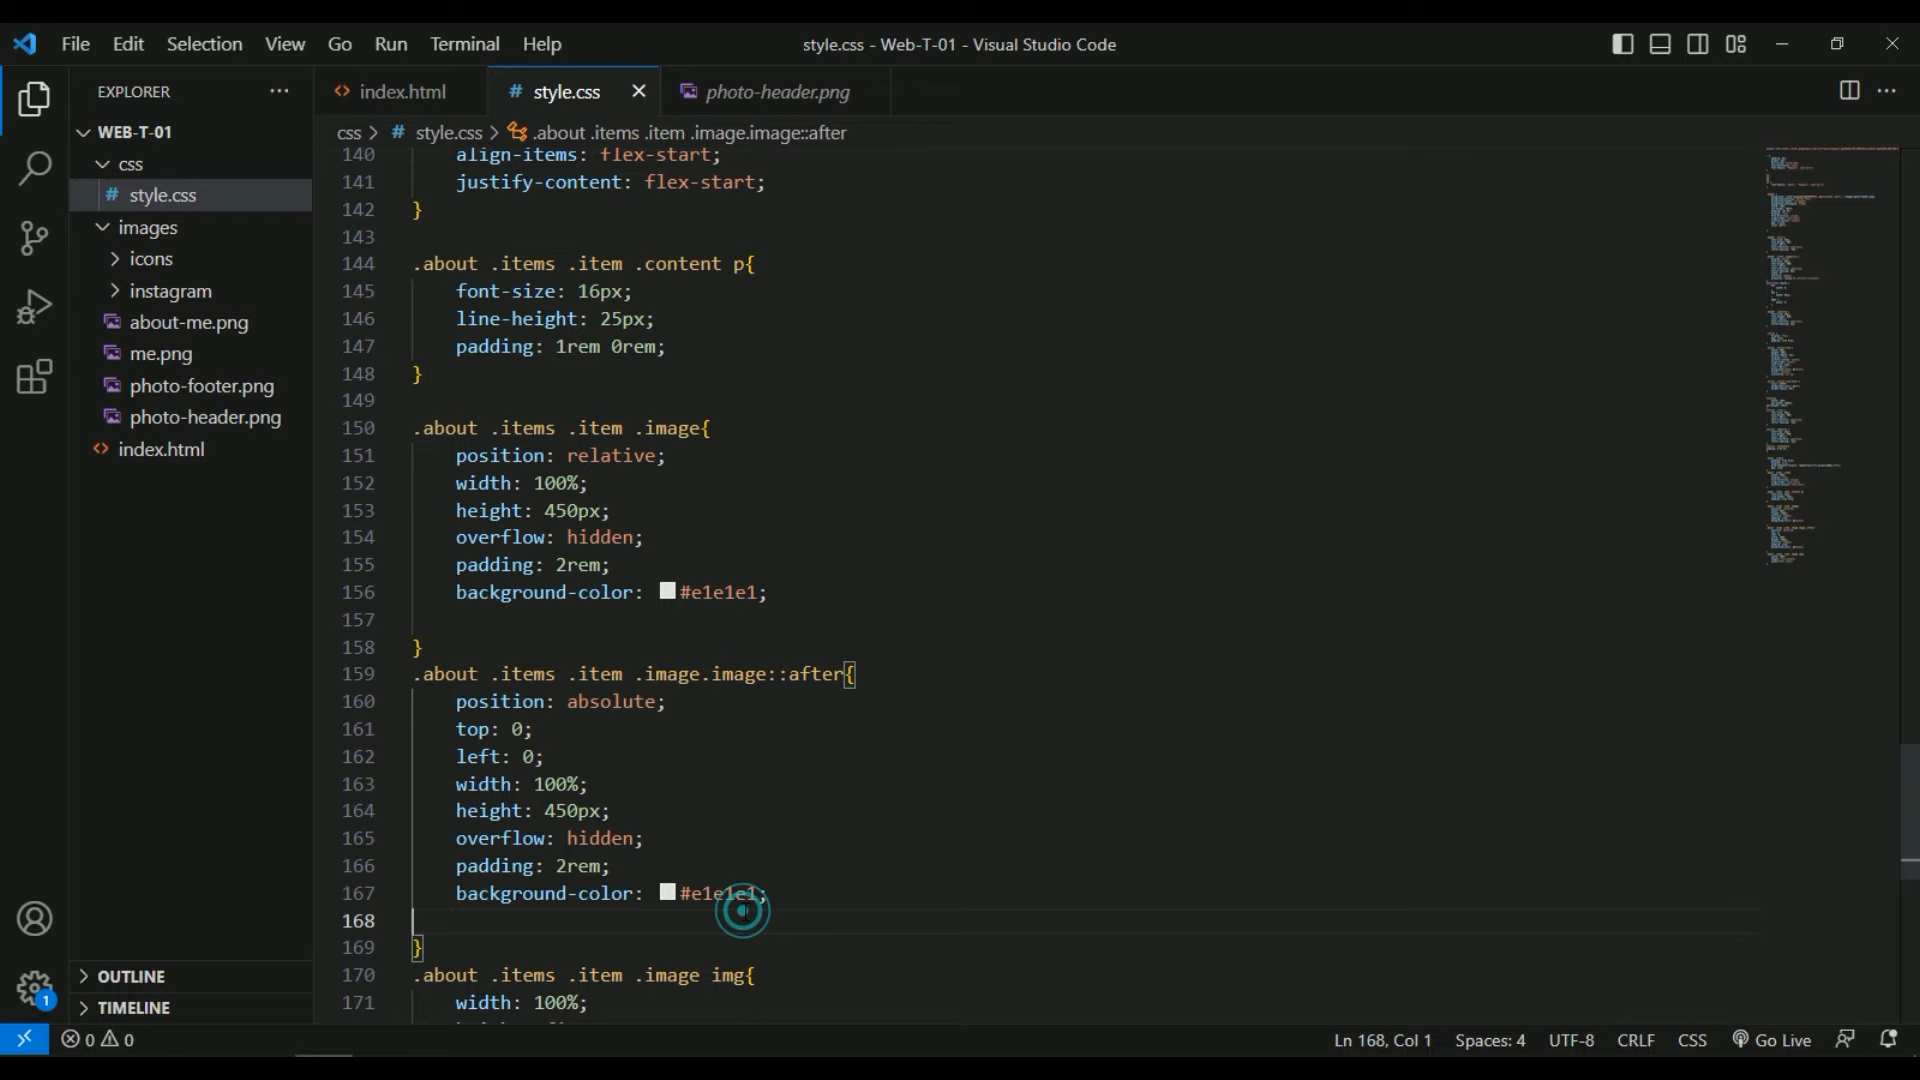 File Edit Selection View Go Run Terminal Help
style.css - Web-T-01 - Visual Studio Code
EXPLORER
WEB-T-01
css
# style.css
images
icons
instagram
about-me.png
me.png
photo-footer.png
photo-header.png
<> index.html
OUTLINE
TIMELINE
1
<> index.html
# style.css
photo-header.png
css > # style.css > .about .items .item .image.image::after
140 align-items: flex-start;
141 justify-content: flex-start;
142 }
143
144 .about .items .item .content p{
145 font-size: 16px;
146 line-height: 25px;
147 padding: 1rem 0rem;
148 }
149
150 .about .items .item .image{
151 position: relative;
152 width: 100%;
153 height: 450px;
154 overflow: hidden;
155 padding: 2rem;
156 background-color: #e1e1e1;
157
158 }
159 .about .items .item .image.image::after{
160 position: absolute;
161 top: 0;
162 left: 0;
163 width: 100%;
164 height: 450px;
165 overflow: hidden;
166 padding: 2rem;
167 background-color: #e1e1e1;
168
169 }
170 .about .items .item .image img{
171 width: 100%;
0 0
Ln 168, Col 1 Spaces: 4 UTF-8 CRLF CSS Go Live